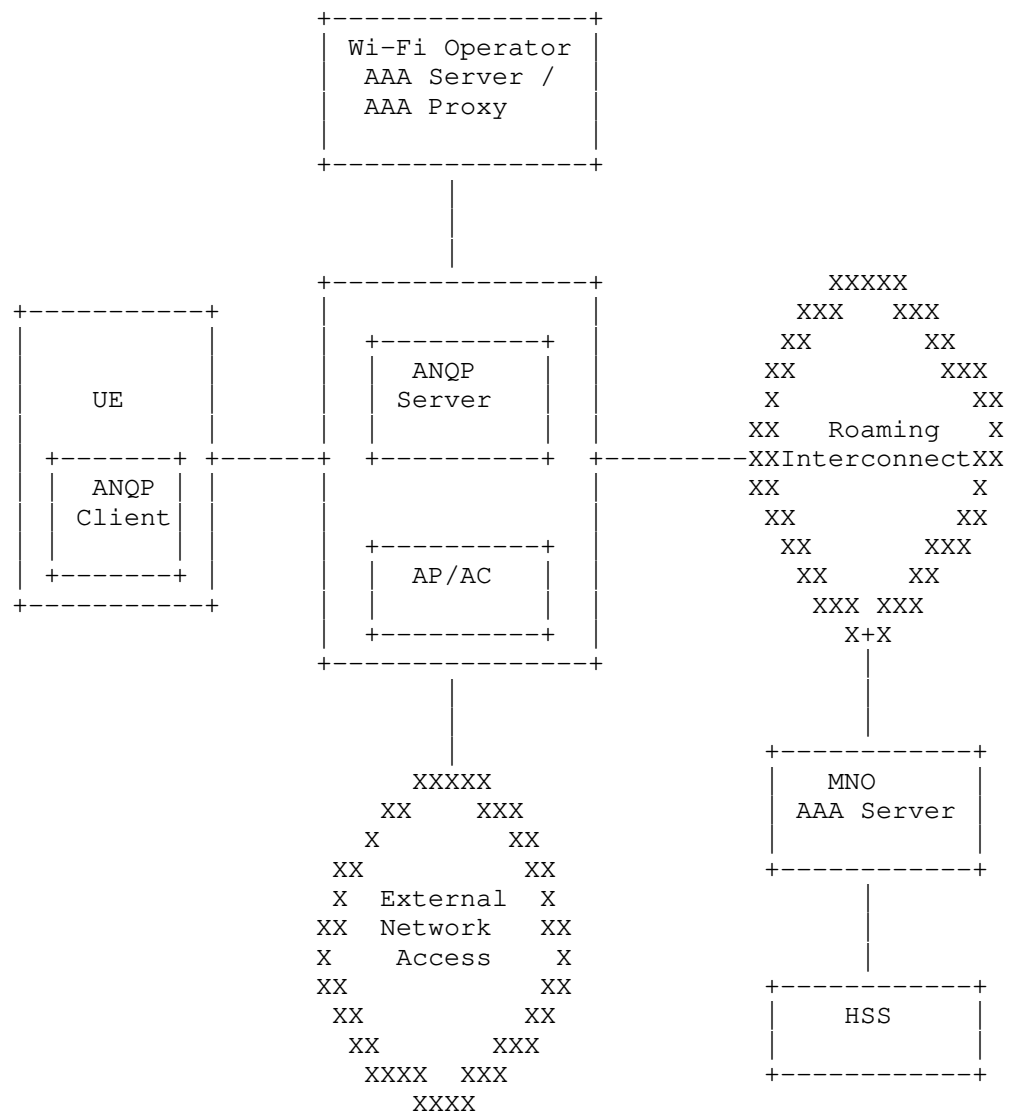 Wi-Fi Operator
AAA Server /
AAA Proxy
UE
ANQP
Client
ANQP
Server
AP/AC
Roaming
Interconnect
External
Network
Access
MNO
AAA Server
HSS